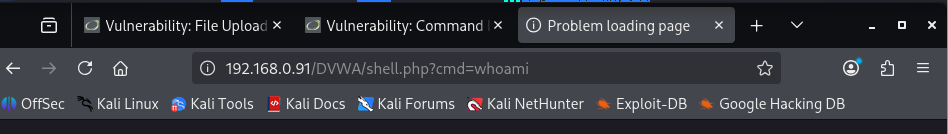 Vulnerability: File Upload
Vulnerability: Command
Problem loading page
192.168.0.91/DVWA/shell.php?cmd=whoami
OffSec Kali Linux Kali Tools Kali Docs Kali Forums Kali NetHunter Exploit-DB Google Hacking DB